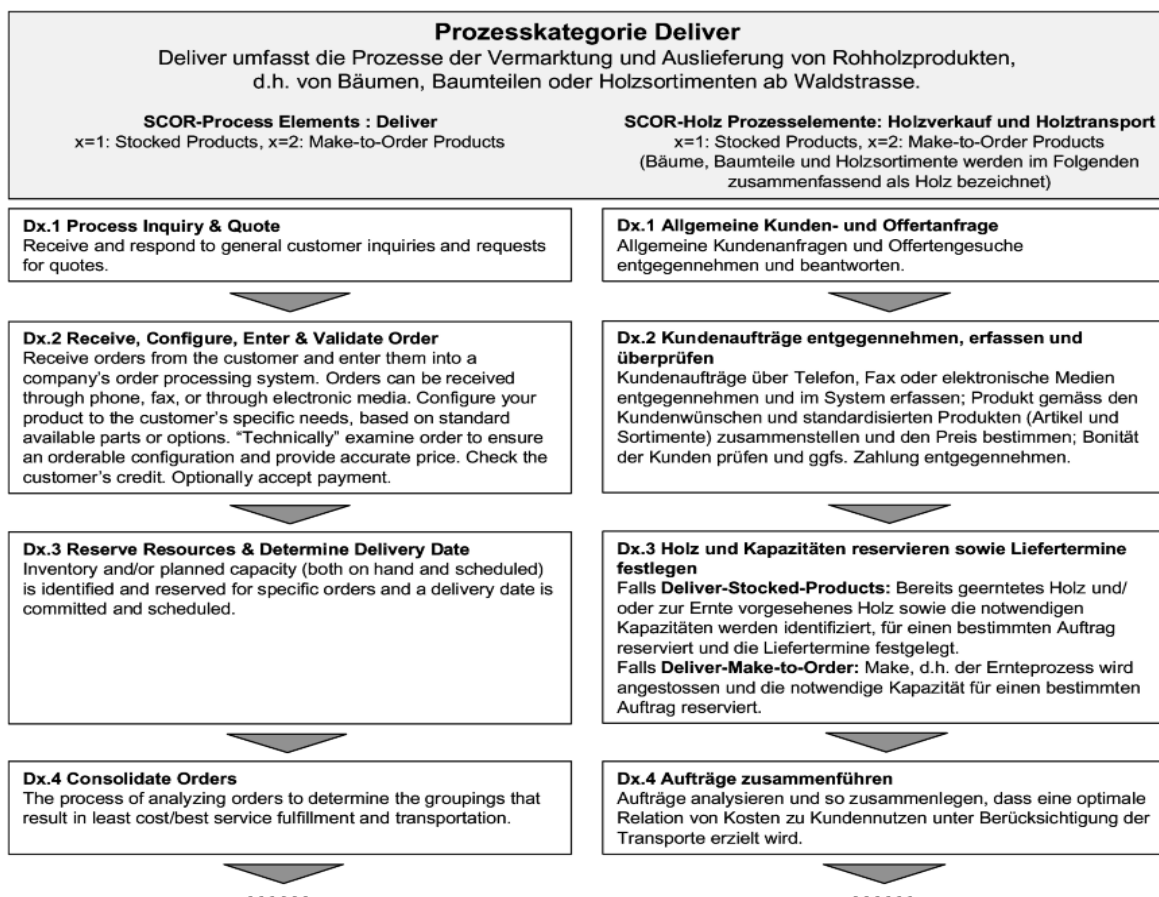 Prozesskategorie Deliver
Deliver umfasst die Prozesse der Vermarktung und Auslieferung von Rohholzprodukten,
d.h. von Bäumen, Baumteilen oder Holzsortimenten ab Waldstrasse.
SCOR-Process Elements : Deliver
x=1: Stocked Products, x=2: Make-to-Order Products
SCOR-Holz Prozesselemente: Holzverkauf und Holztransport
x=1: Stocked Products, x=2: Make-to-Order Products
(Bäume, Baumteile und Holzsortimente werden im Folgenden
zusammenfassend als Holz bezeichnet)
Dx.1 Process Inquiry & Quote
Receive and respond to general customer inquiries and requests
for quotes.
Dx.1 Allgemeine Kunden- und Offertanfrage
Allgemeine Kundenanfragen und Offertengesuche
entgegennehmen und beantworten.
Dx.2 Receive, Configure, Enter & Validate Order
Receive orders from the customer and enter them into a
company's order processing system. Orders can be received
through phone, fax, or through electronic media. Configure your
product to the customer's specific needs, based on standard
available parts or options. "Technically" examine order to ensure
an orderable configuration and provide accurate price. Check the
customer's credit. Optionally accept payment.
Dx.2 Kundenaufträge entgegennehmen, erfassen und
überprüfen
Kundenaufträge über Telefon, Fax oder elektronische Medien
entgegennehmen und im System erfassen; Produkt gemäss den
Kundenwünschen und standardisierten Produkten (Artikel und
Sortimente) zusammenstellen und den Preis bestimmen; Bonität
der Kunden prüfen und ggfs. Zahlung entgegennehmen.
Dx.3 Reserve Resources & Determine Delivery Date
Inventory and/or planned capacity (both on hand and scheduled)
is identified and reserved for specific orders and a delivery date is
committed and scheduled.
Dx.3 Holz und Kapazitäten reservieren sowie Liefertermine
festlegen
Falls Deliver-Stocked-Products: Bereits geerntetes Holz und/
oder zur Ernte vorgesehenes Holz sowie die notwendigen
Kapazitäten werden identifiziert, für einen bestimmten Auftrag
reserviert und die Liefertermine festgelegt.
Falls Deliver-Make-to-Order: Make, d.h. der Ernteprozess wird
angestossen und die notwendige Kapazität für einen bestimmten
Auftrag reserviert.
Dx.4 Consolidate Orders
The process of analyzing orders to determine the groupings that
result in least cost/best service fulfillment and transportation.
Dx.4 Aufträge zusammenführen
Aufträge analysieren und so zusammenlegen, dass eine optimale
Relation von Kosten zu Kundennutzen unter Berücksichtigung der
Transporte erzielt wird.